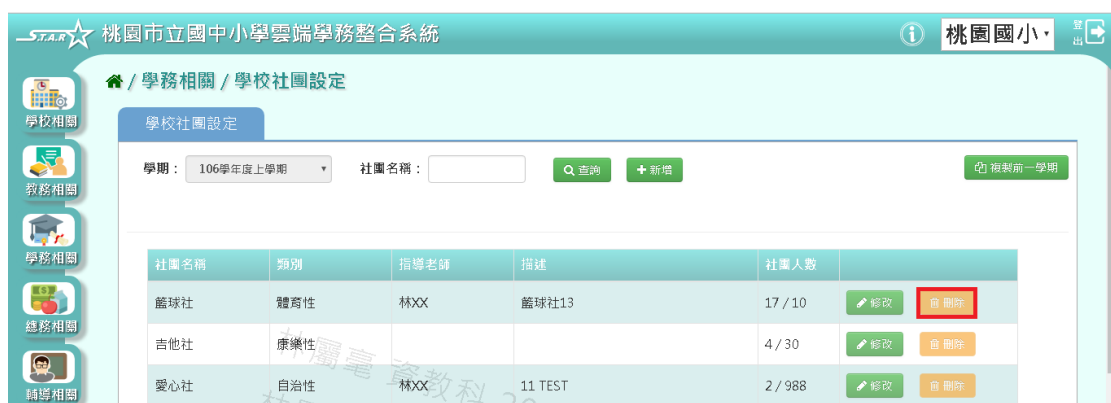 S.T.A.R 桃園市立國中小學雲端學務整合系統 桃園國小 登出
/ 學務相關 / 學校社團設定
學校相關
學校社團設定
學期： 106學年度上學期 社團名稱： 查詢 新增 複製前一學期
教務相關
學務相關
社團名稱 類別 指導老師 描述 社團人數
籃球社 體育性 林XX 籃球社13 17 / 10 修改 刪除
總務相關
吉他社 康樂性 4 / 30 修改 刪除
愛心社 自治性 林XX 11 TEST 2 / 988 修改 刪除
輔導相關
資教科